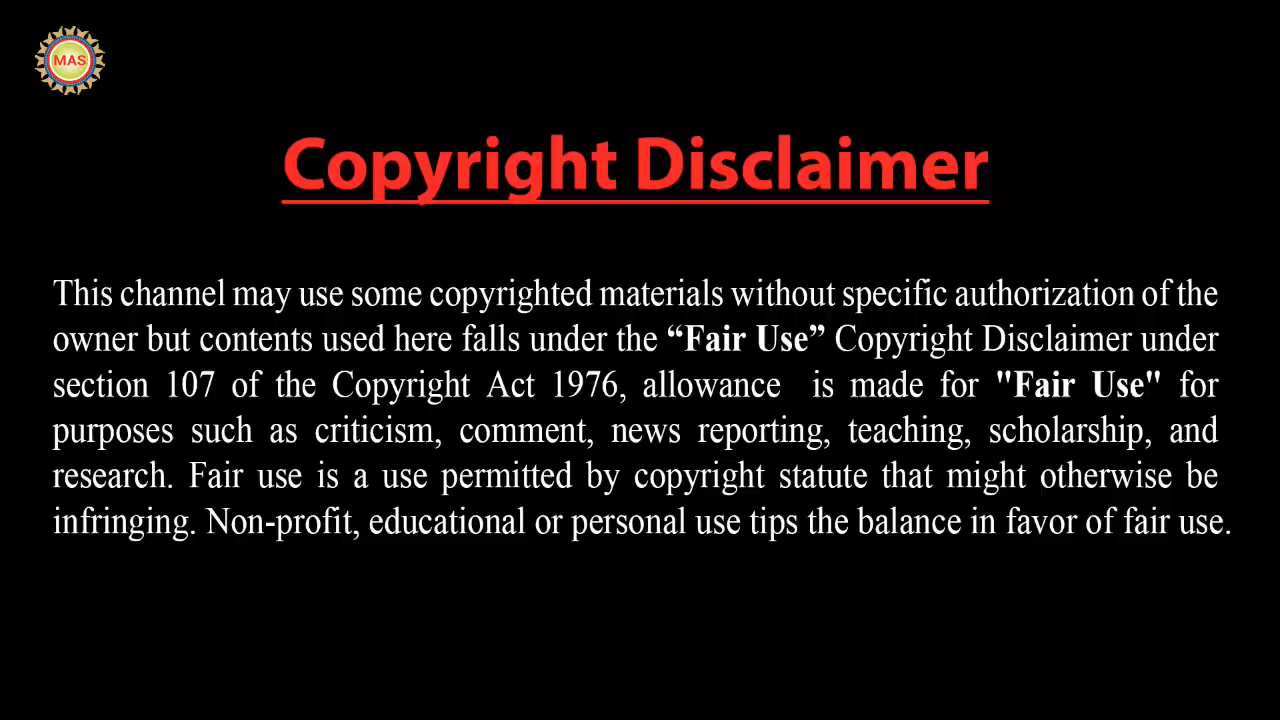 MAS
Copyright Disclaimer
This channel may use some copyrighted materials without specific authorization of the
owner but contents used here falls under the “Fair Use” Copyright Disclaimer under
section 107 of the Copyright Act 1976, allowance is made for "Fair Use" for
purposes such as criticism, comment, news reporting, teaching, scholarship, and
research. Fair use is a use permitted by copyright statute that might otherwise be
infringing. Non-profit, educational or personal use tips the balance in favor of fair use.